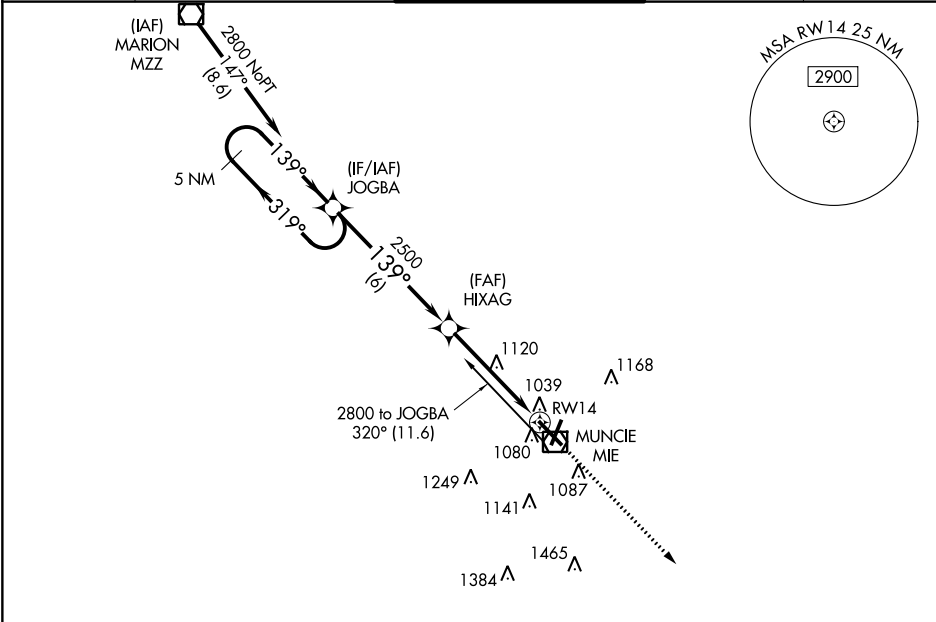 (IAF)
MARION
MZZ
2800 NoPT
147°
(8.6)
MSA RW14 25 NM
2900
5 NM
139°
319°
(IF/IAF)
JOGBA
2500
139°
(6)
(FAF)
HIXAG
1120
1168
1039
RW14
2800 to JOGBA
320° (11.6)
1080
MUNCIE
MIE
1249
1087
1141
1465
1384